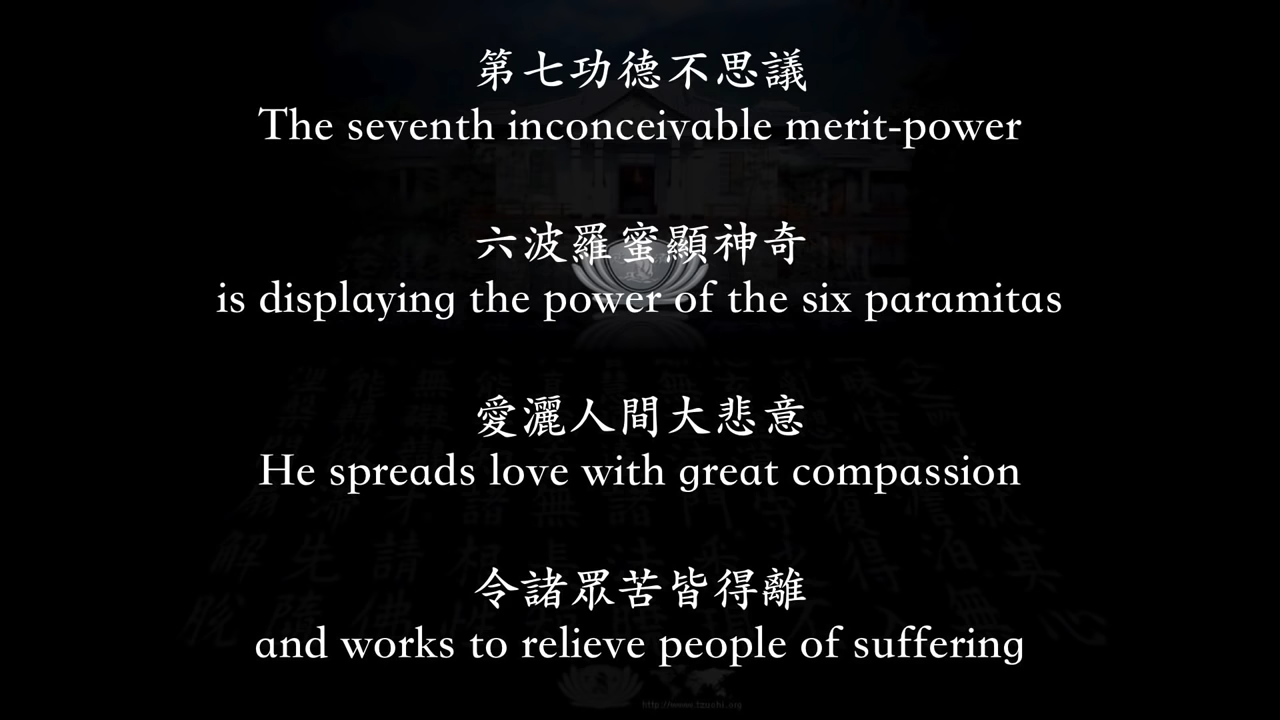 第七功德不思議
The seventh inconceivable merit-power
六波羅蜜顯神奇
is displaying the power of the six paramitas
愛灑人間大悲意
He spreads love with great compassion
令諸眾苦皆得離
and works to relieve people of suffering